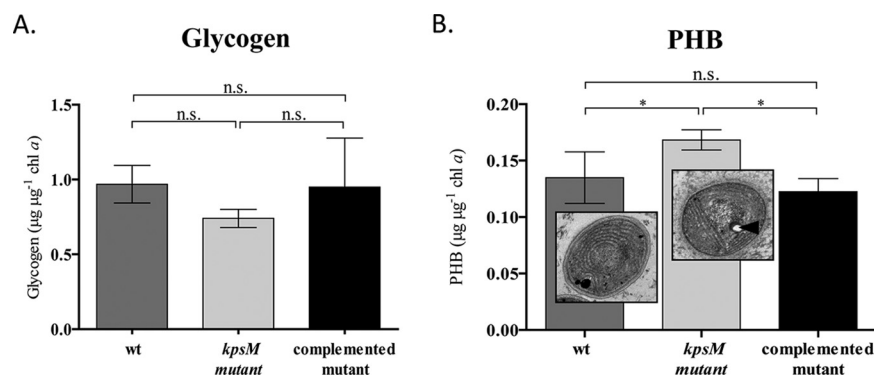 A.
Glycogen
n.s.
n.s.
n.s.
Glycogen (µg µg⁻¹ chl a)
1.5
1.0
0.5
0.0
wt
kpsM
mutant
complemented
mutant
B.
PHB
n.s.
*
*
PHB (µg µg⁻¹ chl a)
0.20
0.15
0.10
0.05
0.00
wt
kpsM
mutant
complemented
mutant